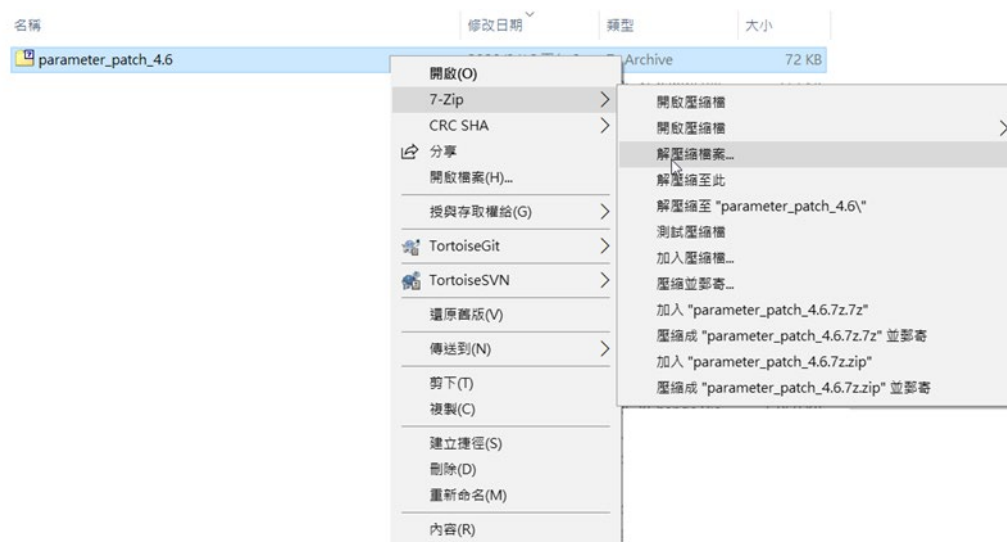 名稱 修改日期 類型 大小
parameter_patch_4.6 Archive 72 KB
開啟(O)
7-Zip
CRC SHA
分享
開啟檔案(H)...
授與存取權給(G)
TortoiseGit
TortoiseSVN
還原舊版(V)
傳送到(N)
剪下(T)
複製(C)
建立捷徑(S)
刪除(D)
重新命名(M)
內容(R)
開啟壓縮檔
開啟壓縮檔
解壓縮檔案...
解壓縮至此
解壓縮至 "parameter_patch_4.6\"
測試壓縮檔
加入壓縮檔...
壓縮並郵寄...
加入 "parameter_patch_4.6.7z.7z"
壓縮成 "parameter_patch_4.6.7z.7z" 並郵寄
加入 "parameter_patch_4.6.7z.zip"
壓縮成 "parameter_patch_4.6.7z.zip" 並郵寄